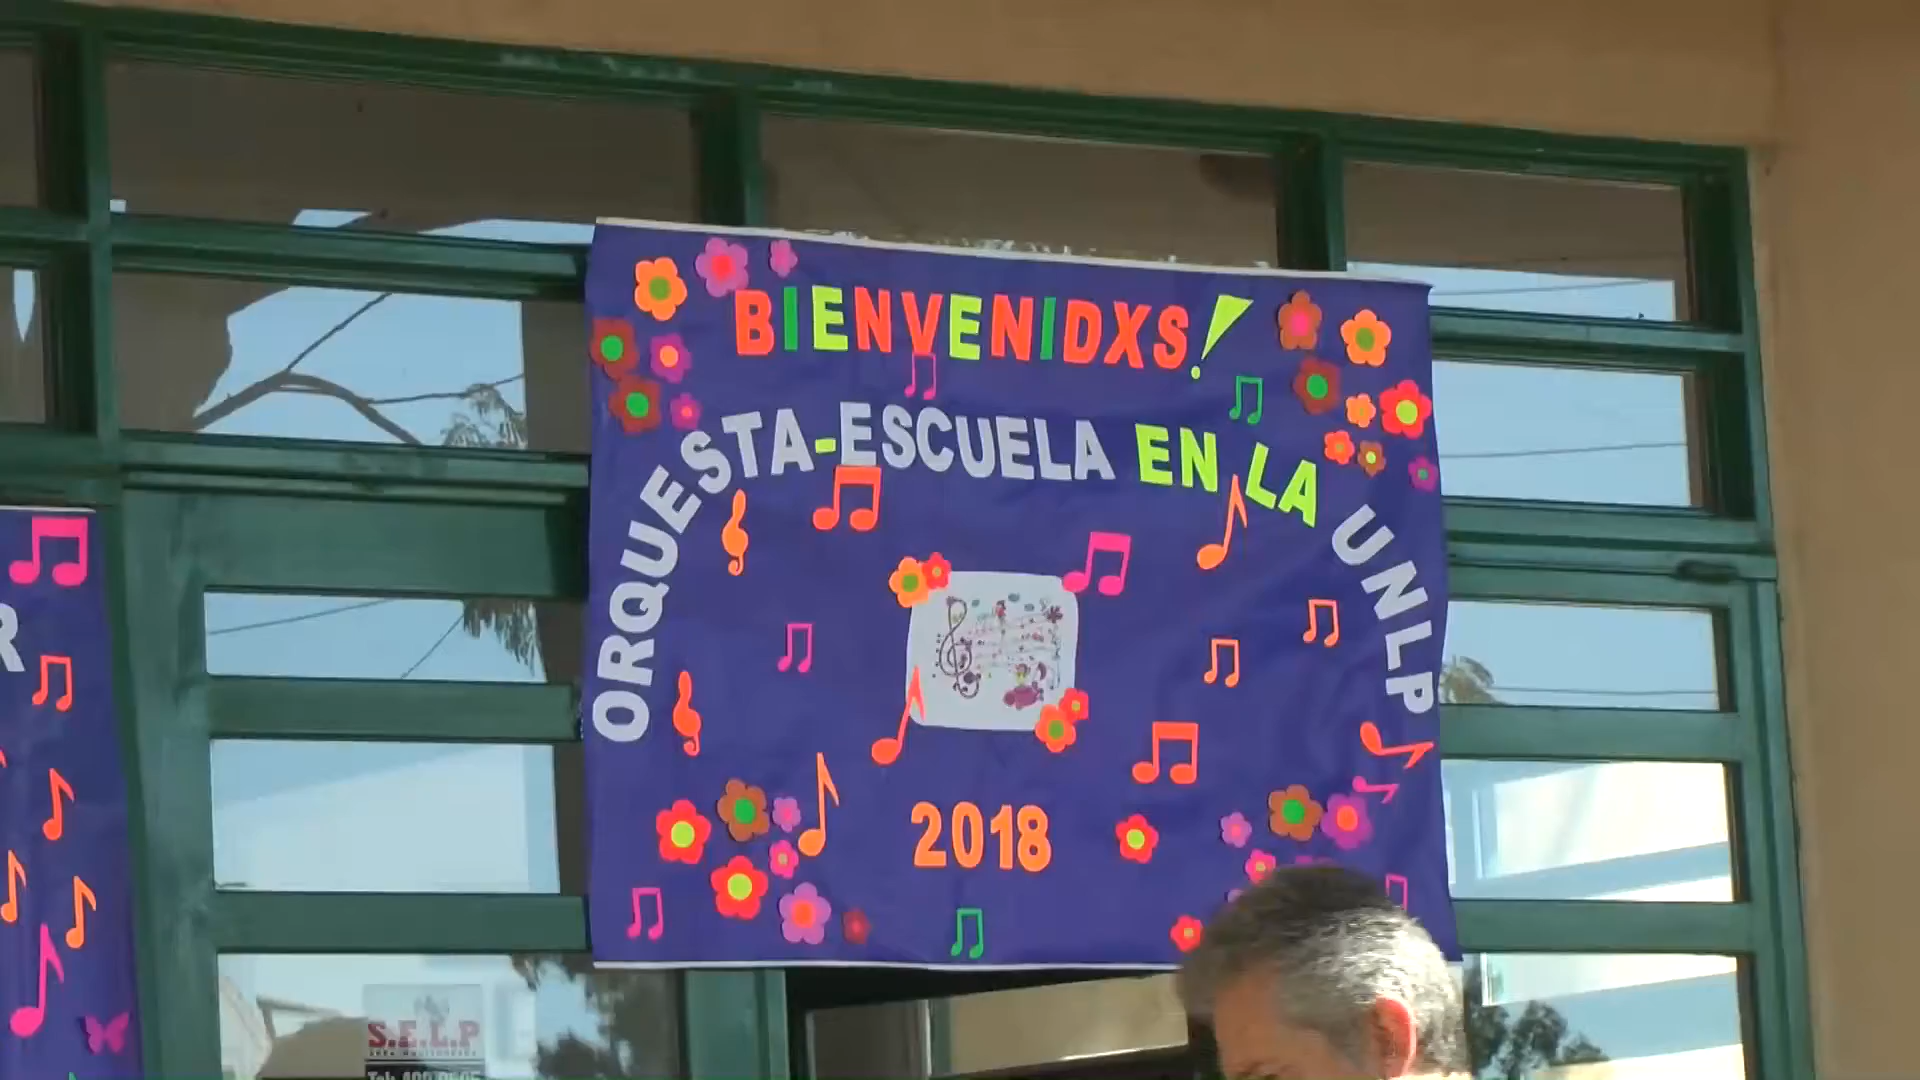 BIENVENIDXS!
ORQUESTA-ESCUELA EN LA UNLP
2018
R
S.E.L.P